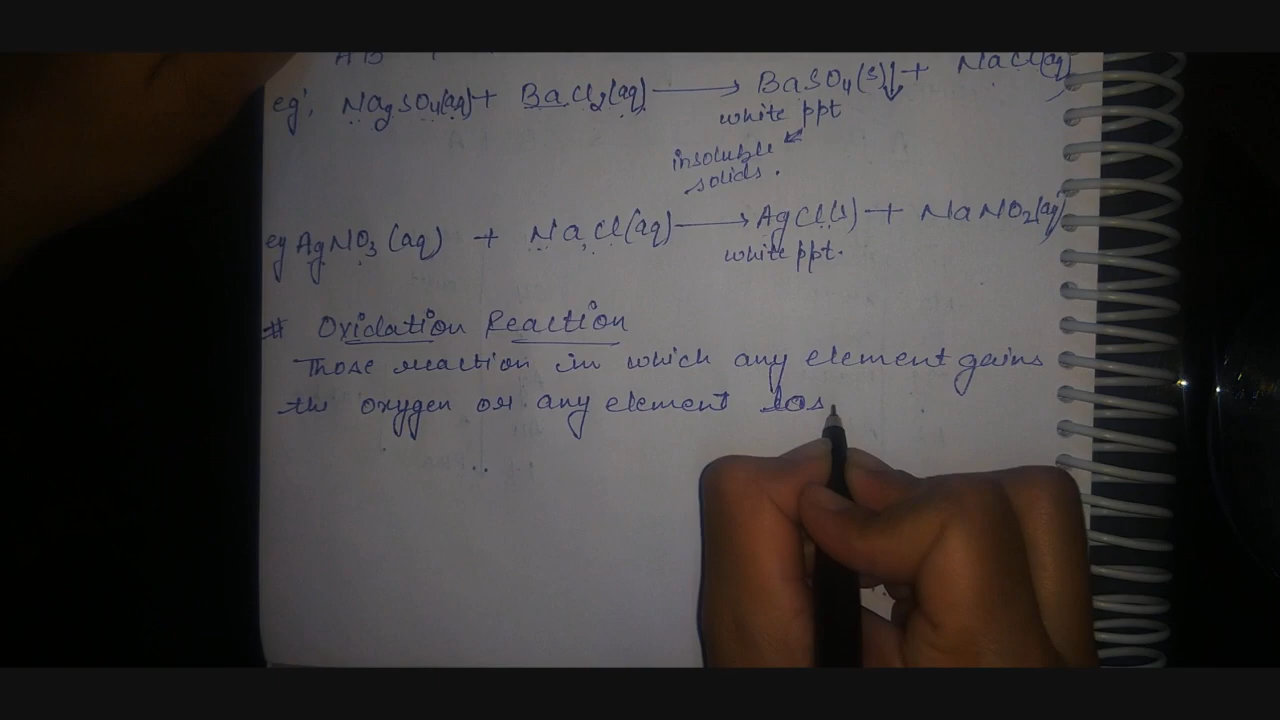 AB
eg: Na2SO4(aq) + BaCl2(aq) ⟶ BaSO4(s)↓ + NaCl(aq)
white ppt
insoluble
solids.
eg AgNO3(aq) + NaCl(aq) ⟶ AgCl(s) + NaNO2(aq)
white ppt.
# Oxidation Reaction
Those reaction in which any element gains
the oxygen or any element los